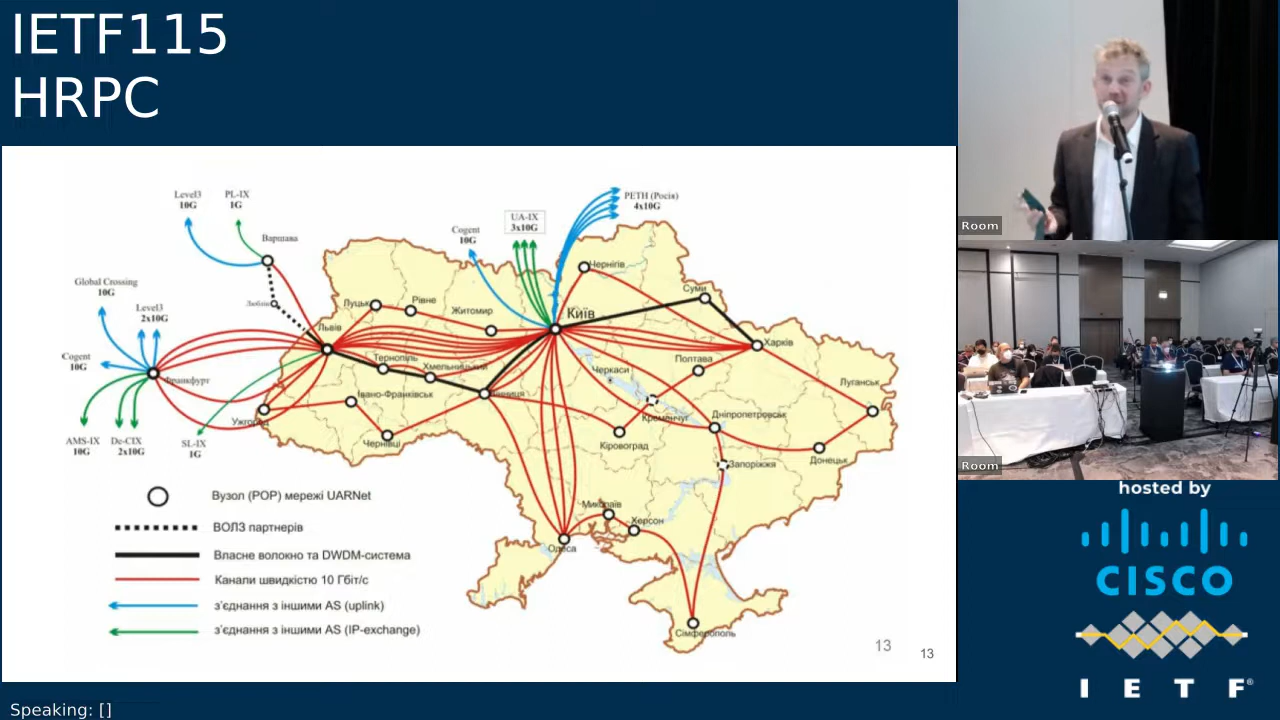 IETF115
HRPC
Level3
10G
PL-IX
1G
Варшава
Люблін
Global Crossing
10G
Level3
2x10G
Cogent
10G
Франкфурт
AMS-IX
10G
De-CIX
2x10G
SL-IX
1G
Cogent
10G
UA-IX
3x10G
РЕТН (Росія)
4x10G
Чернігів
Суми
Київ
Луцьк
Рівне
Житомир
Львів
Харків
Тернопіль
Хмельницький
Полтава
Черкаси
Луганськ
Ужгород
Івано-Франківськ
Вінниця
Кременчуг
Дніпропетровськ
Чернівці
Кіровоград
Донецьк
Запоріжжя
Миколаїв
Херсон
Одеса
Сімферополь
Вузол (POP) мережі UARNet
ВОЛЗ партнерів
Власне волокно та DWDM-система
Канали швидкістю 10 Гбіт/с
з'єднання з іншими AS (uplink)
з'єднання з іншими AS (IP-exchange)
13
13
Speaking: []
Room
Room
hosted by
CISCO
I E T F®